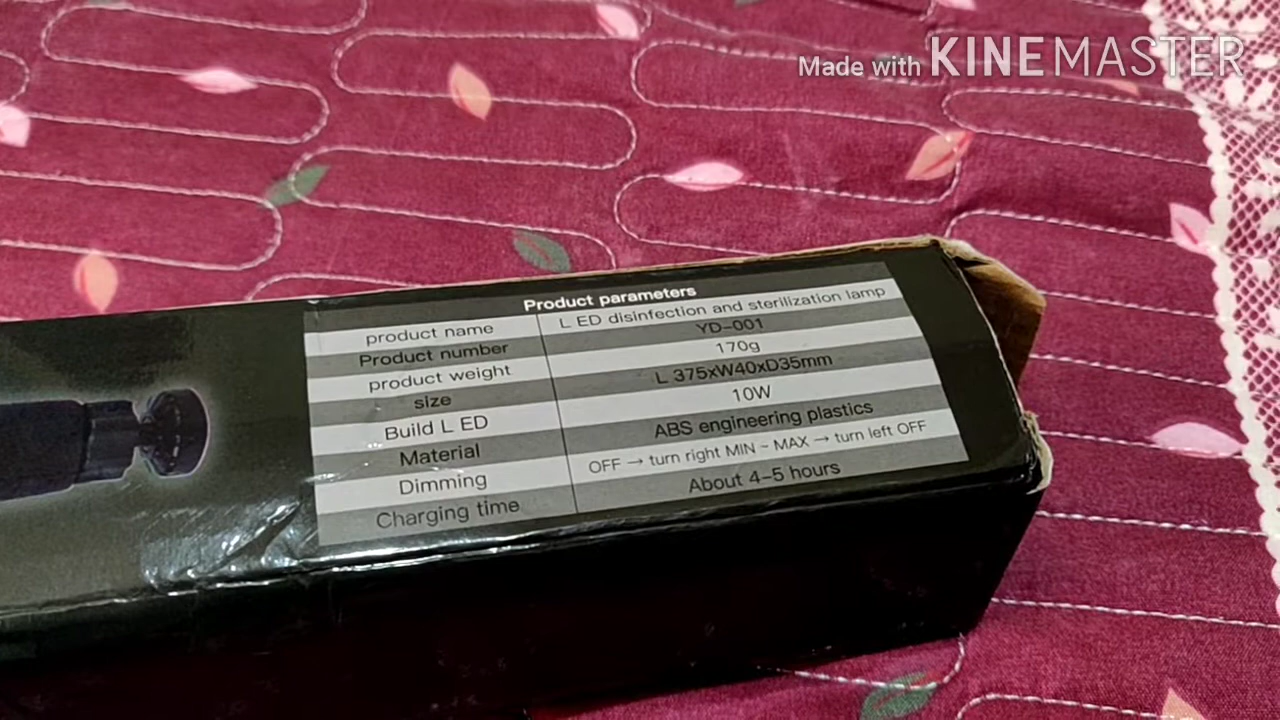 Made with KINEMASTER
Product parameters
product name L ED disinfection and sterilization lamp
Product number YD-001
product weight 170g
size L 375xW40xD35mm
Build L ED 10W
Material ABS engineering plastics
Dimming OFF → turn right MIN ~ MAX → turn left OFF
Charging time About 4-5 hours